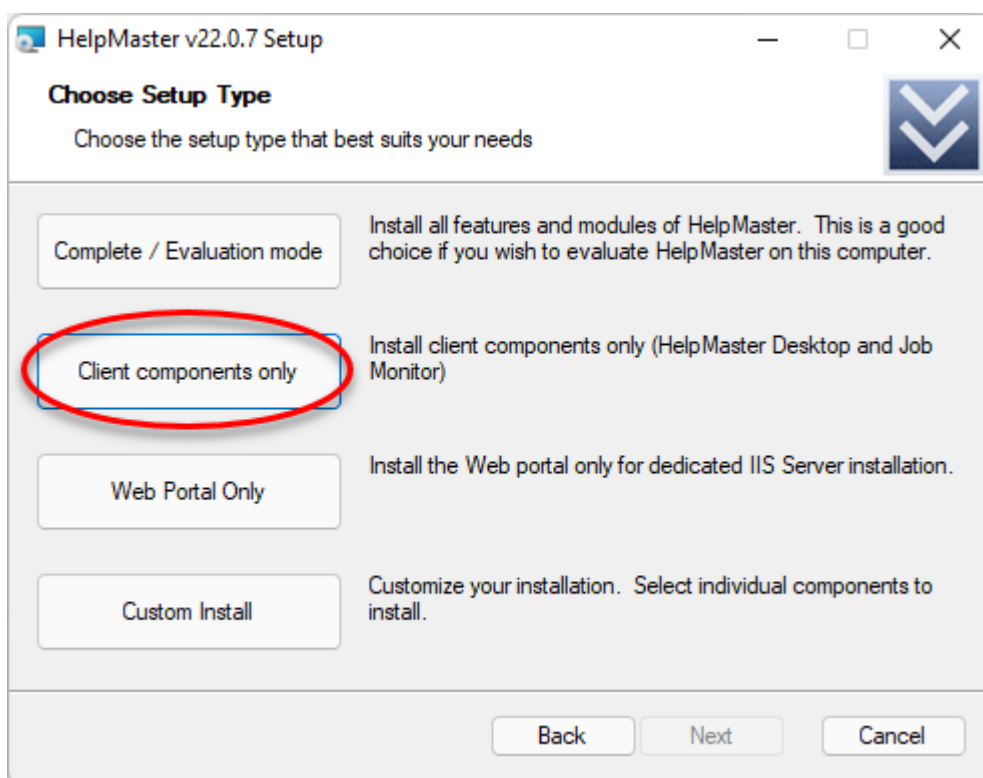 HelpMaster v22.0.7 Setup
Choose Setup Type
Choose the setup type that best suits your needs
Complete / Evaluation mode
Install all features and modules of HelpMaster.  This is a good
choice if you wish to evaluate HelpMaster on this computer.
Client components only
Install client components only (HelpMaster Desktop and Job
Monitor)
Web Portal Only
Install the Web portal only for dedicated IIS Server installation.
Custom Install
Customize your installation.  Select individual components to
install.
Back
Next
Cancel